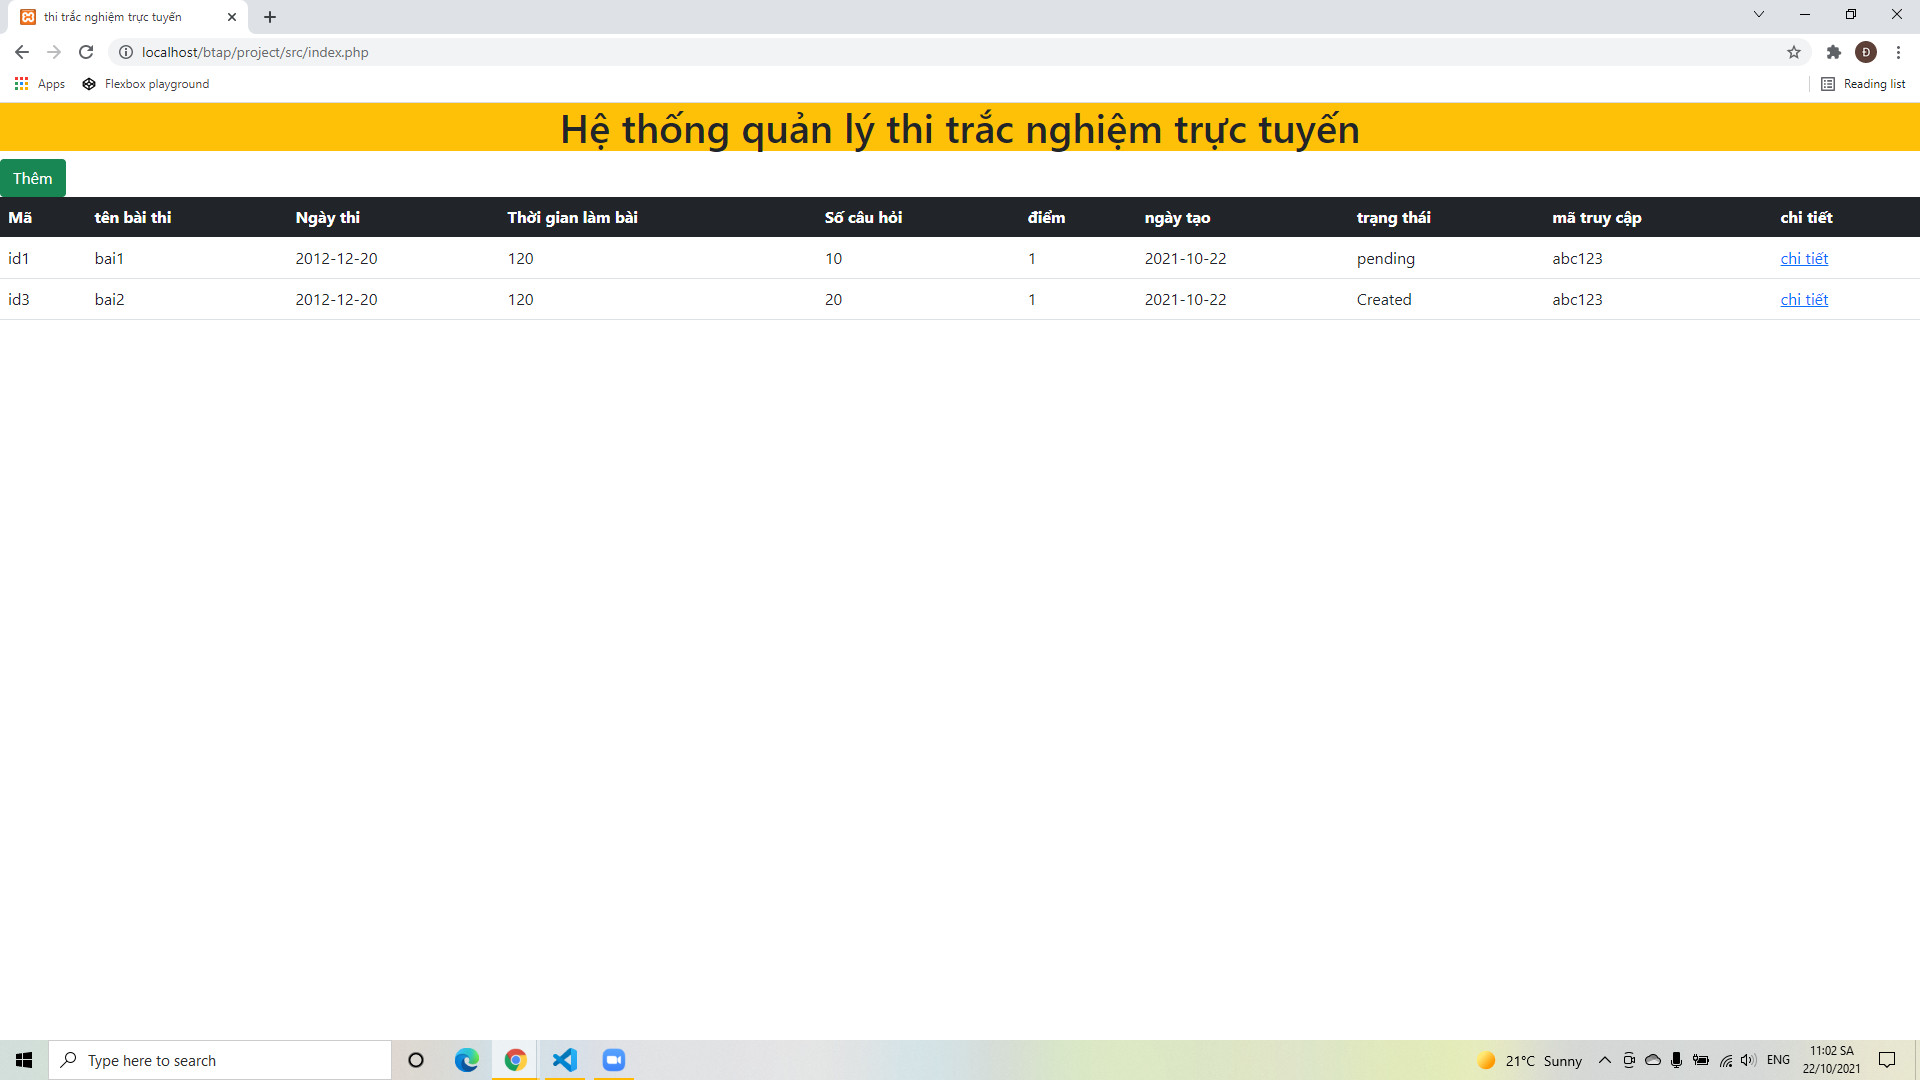 thi trắc nghiệm trực tuyến
localhost/btap/project/src/index.php
Đ
Apps Flexbox playground Reading list
Hệ thống quản lý thi trắc nghiệm trực tuyến
Thêm
Mã tên bài thi Ngày thi Thời gian làm bài Số câu hỏi điểm ngày tạo trạng thái mã truy cập chi tiết
id1 bai1 2012-12-20 120 10 1 2021-10-22 pending abc123 chi tiết
id3 bai2 2012-12-20 120 20 1 2021-10-22 Created abc123 chi tiết
Type here to search 21°C Sunny ENG 11:02 SA
22/10/2021